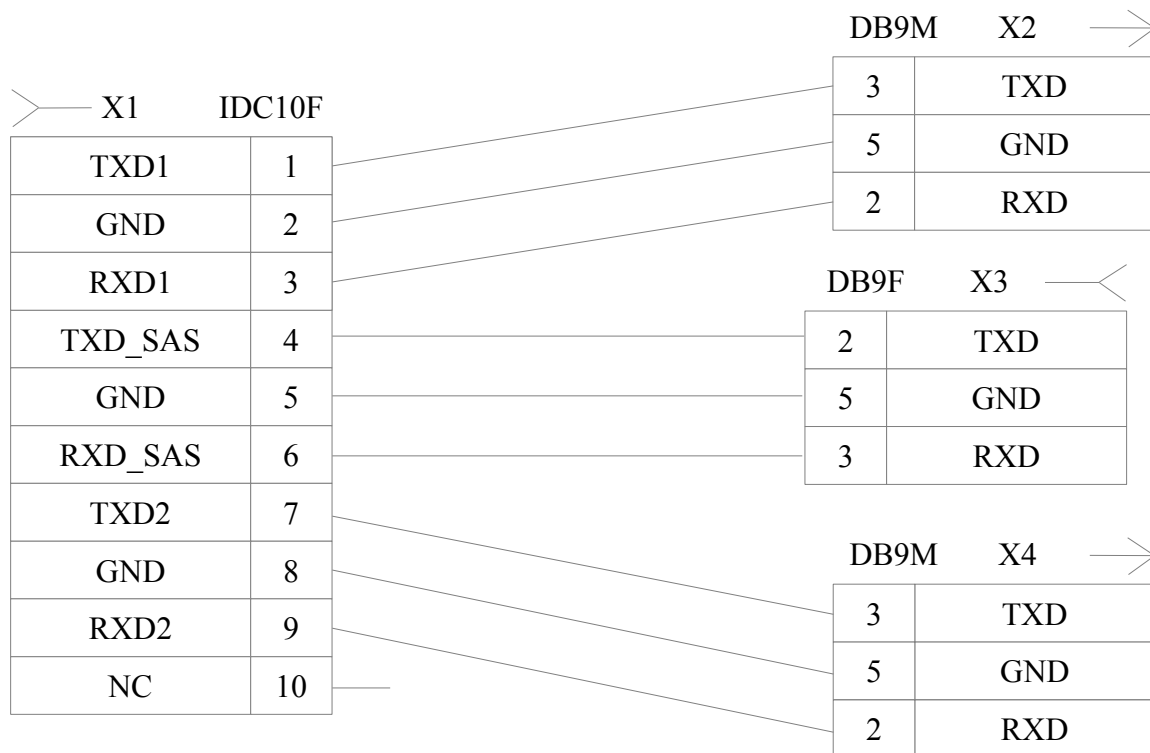 X1 IDC10F
TXD1 1
GND 2
RXD1 3
TXD_SAS 4
GND 5
RXD_SAS 6
TXD2 7
GND 8
RXD2 9
NC 10
DB9M X2
3 TXD
5 GND
2 RXD
DB9F X3
2 TXD
5 GND
3 RXD
DB9M X4
3 TXD
5 GND
2 RXD